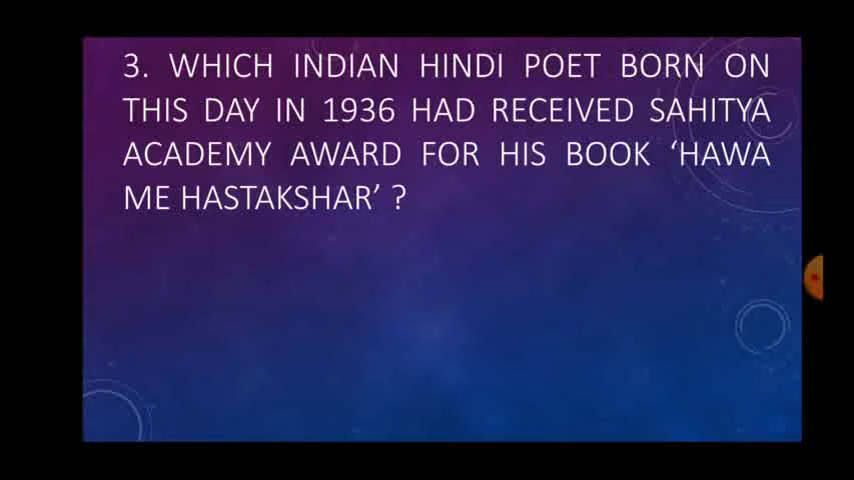 3. WHICH INDIAN HINDI POET BORN ON
THIS DAY IN 1936 HAD RECEIVED SAHITYA
ACADEMY AWARD FOR HIS BOOK ‘HAWA
ME HASTAKSHAR’ ?